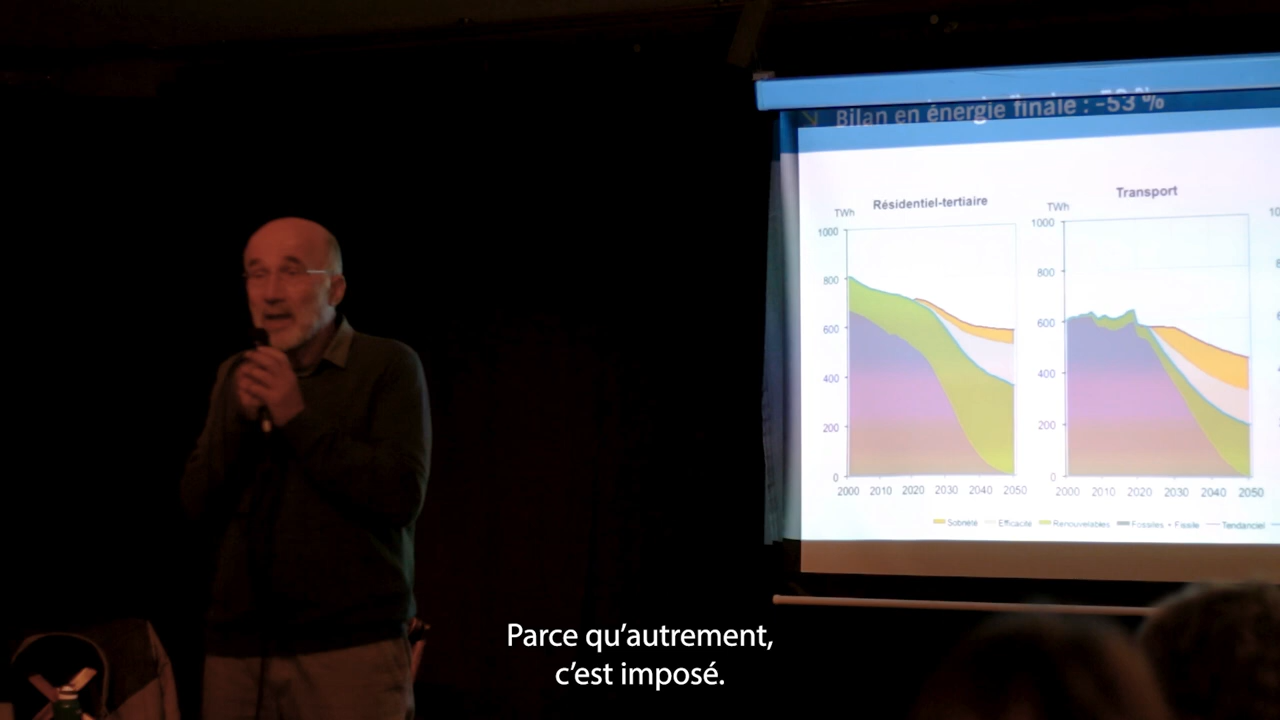 Bilan en énergie finale : -53 %
Résidentiel-tertiaire
TWh
1000
800
600
400
200
0
2000 2010 2020 2030 2040 2050
Transport
TWh
1000
800
600
400
200
0
2000 2010 2020 2030 2040 2050
Sobriété Efficacité Renouvelables Fossiles + Fissile Tendanciel
Parce qu'autrement,
c'est imposé.